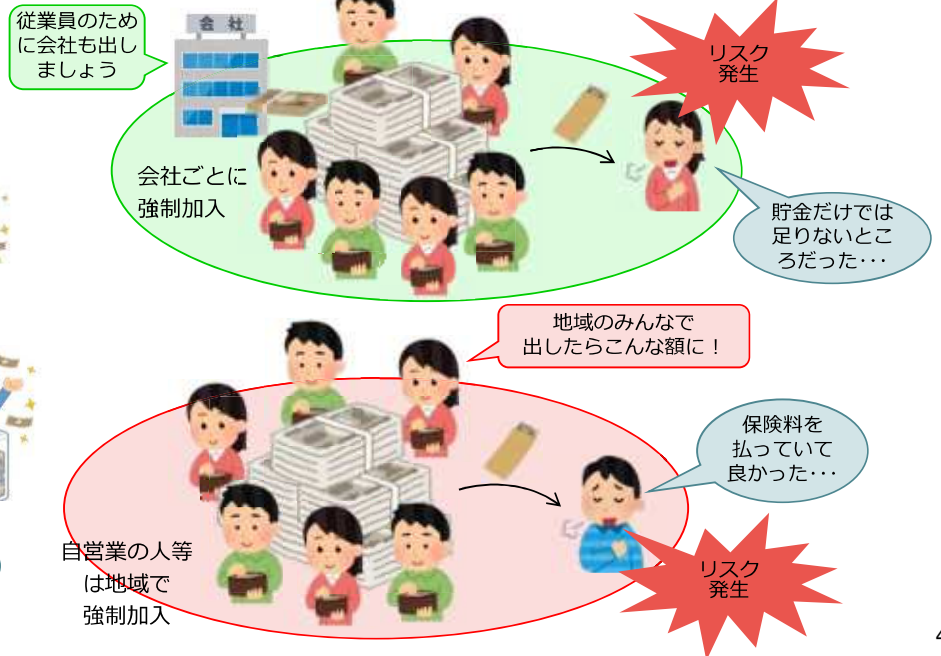 従業員のため
に会社も出し
ましょう
会 社
リスク
発生
会社ごとに
強制加入
貯金だけでは
足りないとこ
ろだった･･･
地域のみんなで
出したらこんな額に！
保険料を
払っていて
良かった･･･
自営業の人等
は地域で
強制加入
リスク
発生